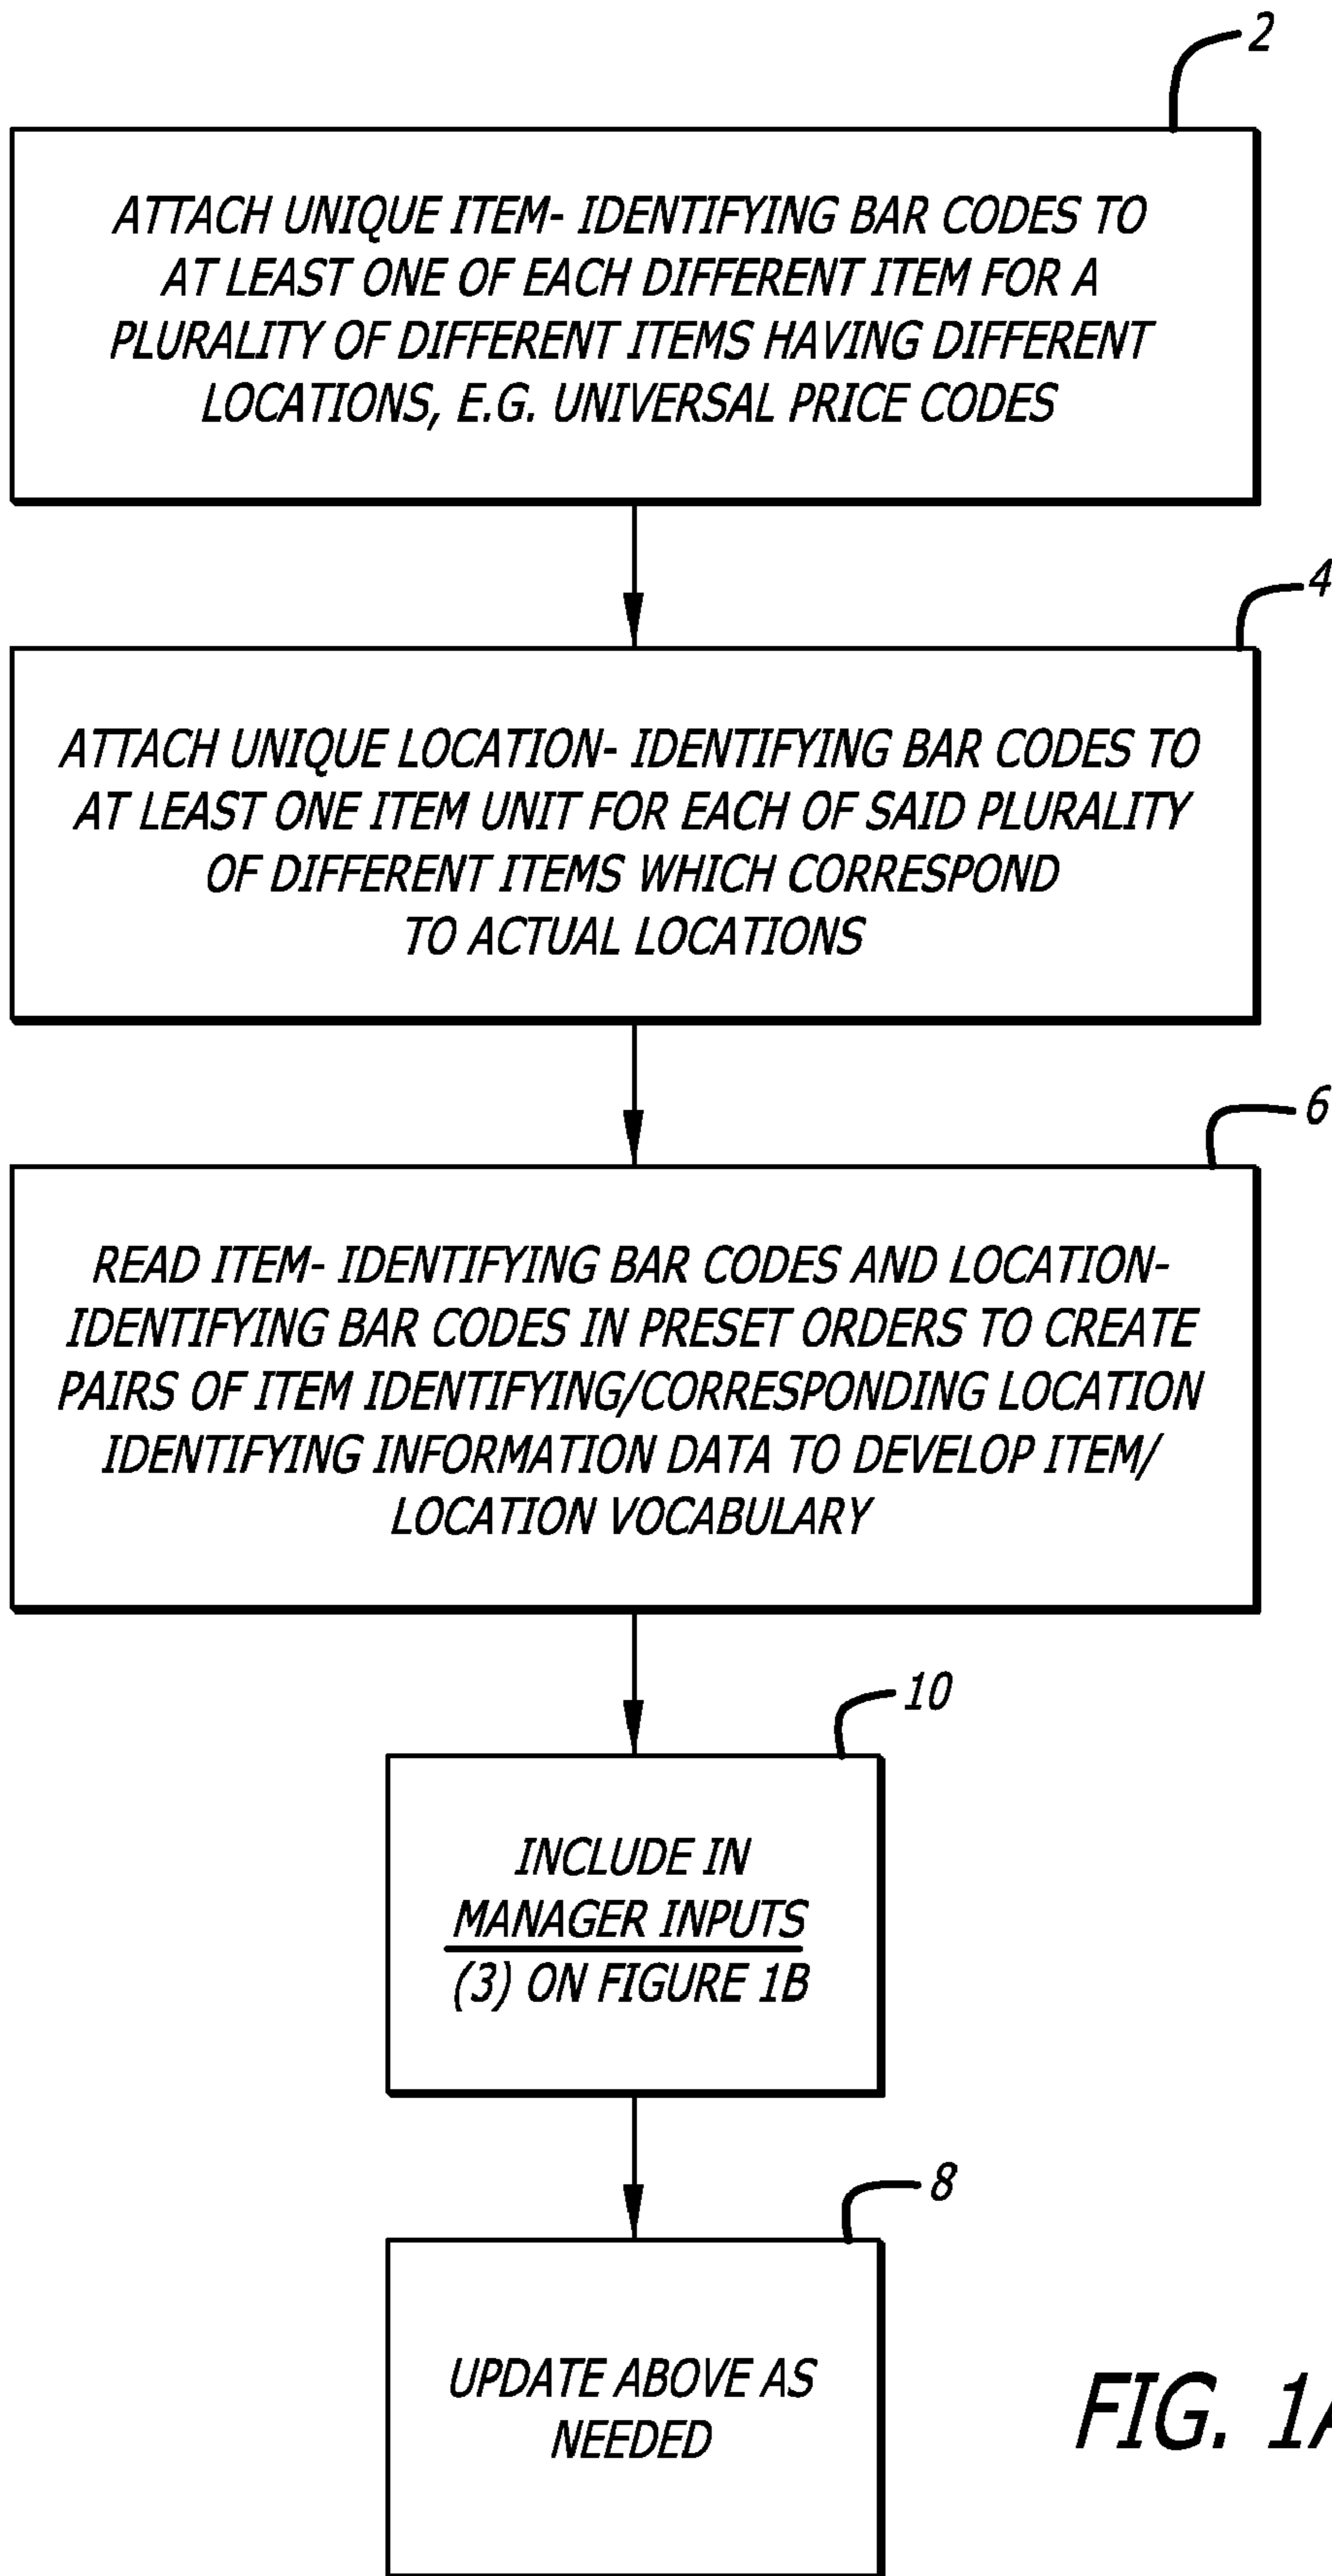 2
ATTACH UNIQUE ITEM- IDENTIFYING BAR CODES TO
AT LEAST ONE OF EACH DIFFERENT ITEM FOR A
PLURALITY OF DIFFERENT ITEMS HAVING DIFFERENT
LOCATIONS, E.G. UNIVERSAL PRICE CODES
4
ATTACH UNIQUE LOCATION- IDENTIFYING BAR CODES TO
AT LEAST ONE ITEM UNIT FOR EACH OF SAID PLURALITY
OF DIFFERENT ITEMS WHICH CORRESPOND
TO ACTUAL LOCATIONS
6
READ ITEM- IDENTIFYING BAR CODES AND LOCATION-
IDENTIFYING BAR CODES IN PRESET ORDERS TO CREATE
PAIRS OF ITEM IDENTIFYING/CORRESPONDING LOCATION
IDENTIFYING INFORMATION DATA TO DEVELOP ITEM/
LOCATION VOCABULARY
10
INCLUDE IN
MANAGER INPUTS
(3) ON FIGURE 1B
8
UPDATE ABOVE AS
NEEDED
FIG. 1A